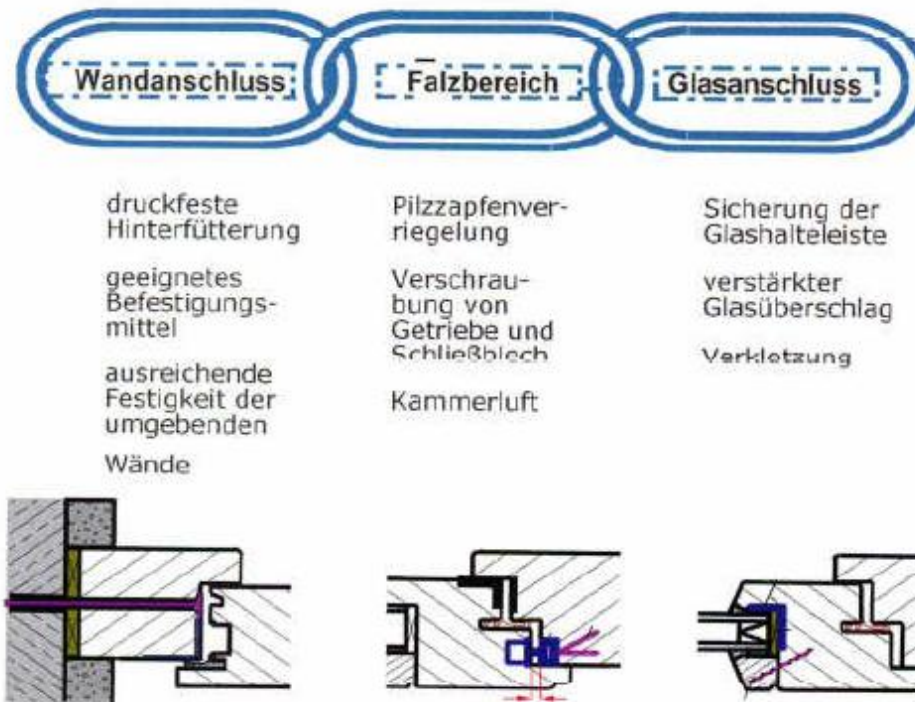 Wandanschluss
Falzbereich
Glasanschluss
druckfeste
Hinterfütterung
geeignetes
Befestigungs-
mittel
ausreichende
Festigkeit der
umgebenden
Wände
Pilzzapfenver-
riegelung
Verschrau-
bung von
Getriebe und
Schließblech
Kammerluft
Sicherung der
Glashalteleiste
verstärkter
Glasüberschlag
Verklotzung